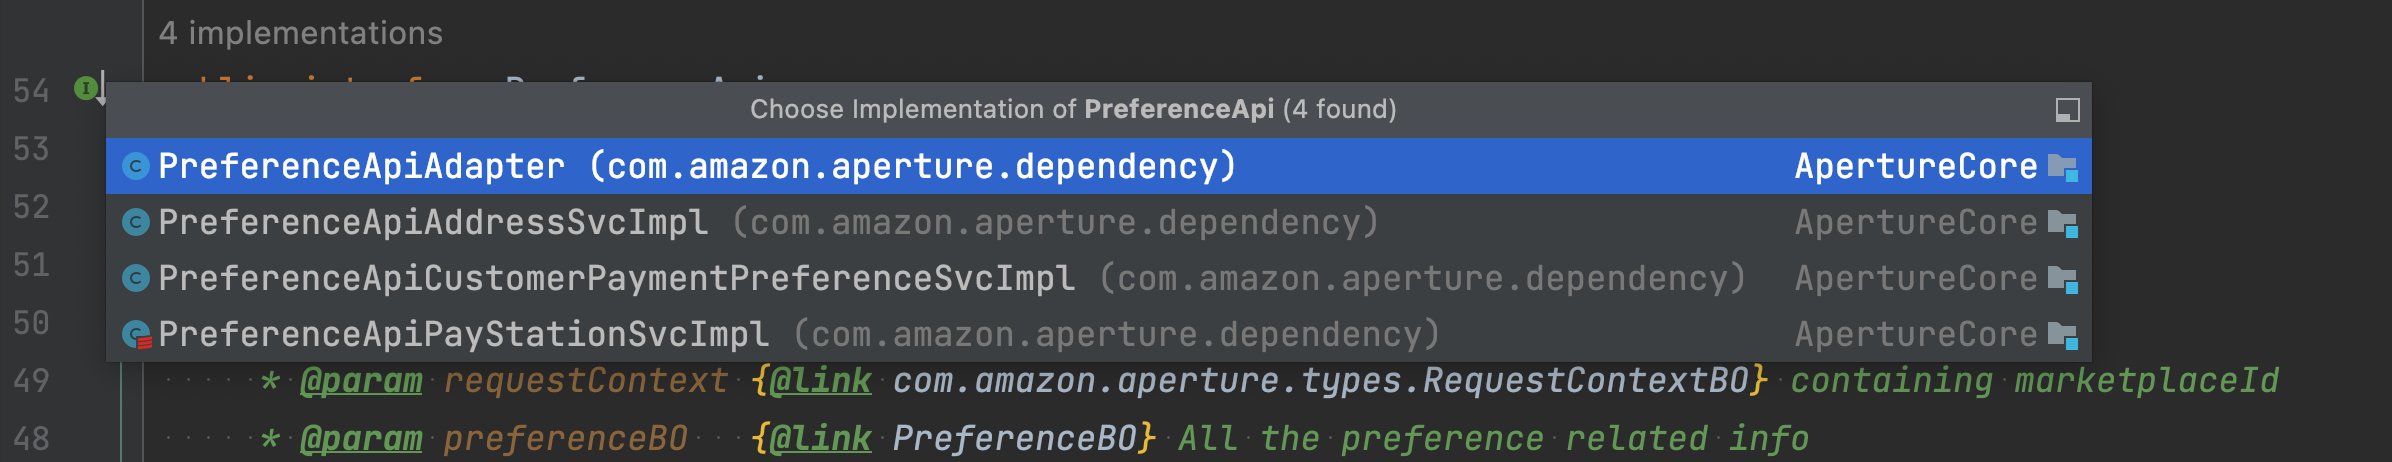 4 implementations
54
Choose Implementation of PreferenceApi (4 found)
53
PreferenceApiAdapter (com.amazon.aperture.dependency) ApertureCore
52
PreferenceApiAddressSvcImpl (com.amazon.aperture.dependency) ApertureCore
51
PreferenceApiCustomerPaymentPreferenceSvcImpl (com.amazon.aperture.dependency) ApertureCore
50
PreferenceApiPayStationSvcImpl (com.amazon.aperture.dependency) ApertureCore
49 * @param requestContext {@link com.amazon.aperture.types.RequestContextBO} containing marketplaceId
48 * @param preferenceBO {@link PreferenceBO} All the preference related info